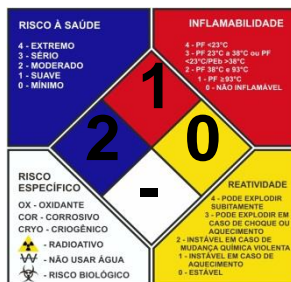 RISCO À SAÚDE
4 - EXTREMO
3 - SÉRIO
2 - MODERADO
1 - SUAVE
0 - MÍNIMO
INFLAMABILIDADE
4 - PF <23°C
3 - PF 23°C a 38°C ou PF
<23°C/PEb >38°C
2 - PF 38°C e 93°C
1 - PF ≥93°C
0 - NÃO INFLAMÁVEL
1
2
0
-
RISCO
ESPECÍFICO
OX - OXIDANTE
COR - CORROSIVO
CRYO - CRIOGÊNICO
- RADIOATIVO
W - NÃO USAR ÁGUA
- RISCO BIOLÓGICO
REATIVIDADE
4 - PODE EXPLODIR
SUBITAMENTE
3 - PODE EXPLODIR EM
CASO DE CHOQUE OU
AQUECIMENTO
2 - INSTÁVEL EM CASO DE
MUDANÇA QUÍMICA VIOLENTA
1 - INSTÁVEL EM CASO DE
AQUECIMENTO
0 - ESTÁVEL